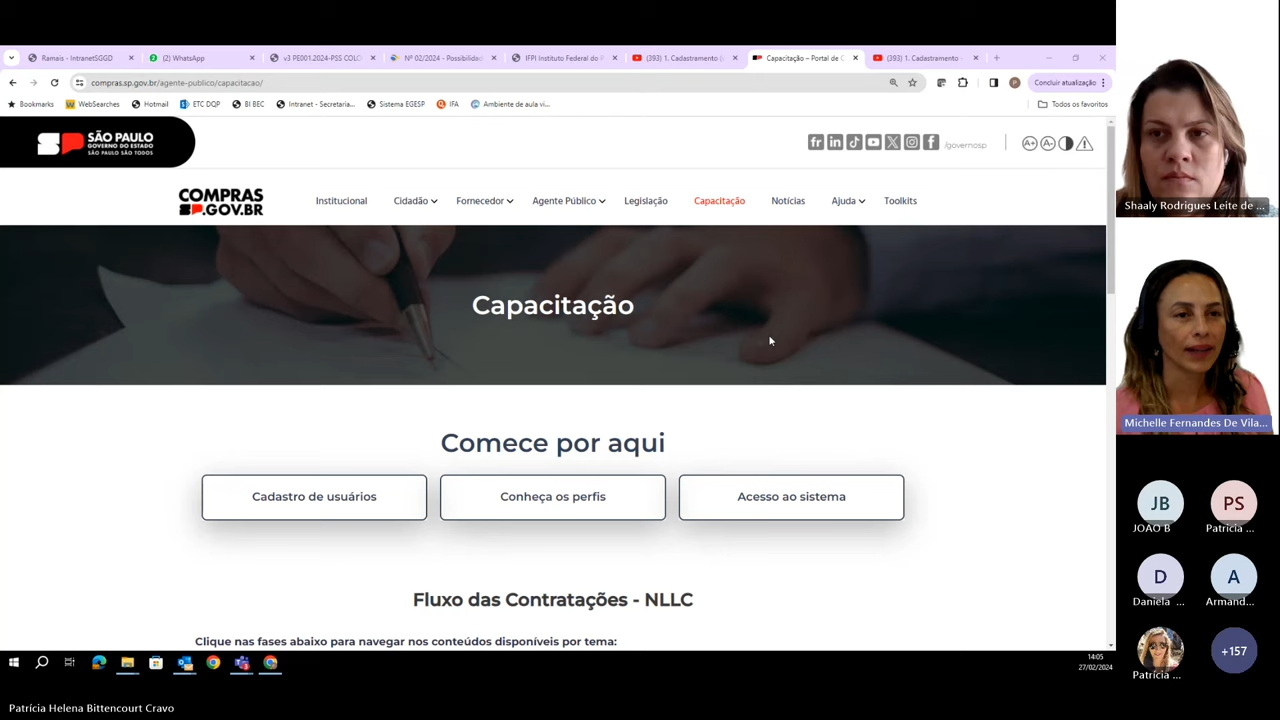 Ramais - IntranetSGGD
(2) WhatsApp
v3 PE001.2024-PSS COLO
Nº 02/2024 - Possibilidad
IFPI Instituto Federal do P
(393) 1. Cadastramento d
Capacitação – Portal de C
(393) 1. Cadastramento
compras.sp.gov.br/agente-publico/capacitacao/
Concluir atualização
Bookmarks
WebSearches
Hotmail
ETC DQP
BI BEC
Intranet - Secretaria...
Sistema EGESP
IFA
Ambiente de aula vi...
Todos os favoritos
SÃO PAULO
GOVERNO DO ESTADO
SÃO PAULO SÃO TODOS
/governosp
A+
A-
COMPRAS
SP.GOV.BR
Institucional
Cidadão
Fornecedor
Agente Público
Legislação
Capacitação
Notícias
Ajuda
Toolkits
Capacitação
Comece por aqui
Cadastro de usuários
Conheça os perfis
Acesso ao sistema
Fluxo das Contratações - NLLC
Clique nas fases abaixo para navegar nos conteúdos disponíveis por tema:
14:05
27/02/2024
Patrícia Helena Bittencourt Cravo
Shaaly Rodrigues Leite de ...
Michelle Fernandes De Vila...
JB
JOAO B
PS
Patricia ...
D
Daniela ...
A
Armand...
Patrícia ...
+157